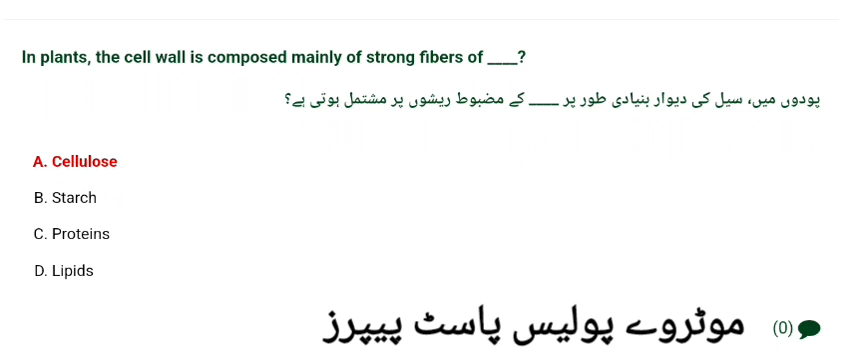 In plants, the cell wall is composed mainly of strong fibers of ____?
پودوں میں، سیل کی دیوار بنیادی طور پر ____ کے مضبوط ریشوں پر مشتمل ہوتی ہے؟
A. Cellulose
B. Starch
C. Proteins
D. Lipids
موٹروے پولیس پاسٹ پیپرز (0)